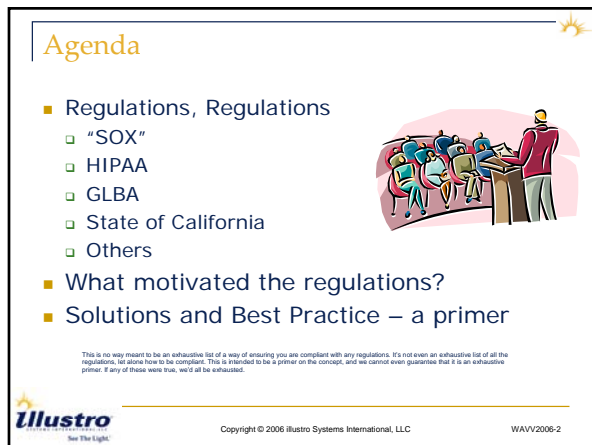 Agenda
Regulations, Regulations
“SOX”
HIPAA
GLBA
State of California
Others
What motivated the regulations?
Solutions and Best Practice – a primer
This is no way meant to be an exhaustive list of a way of ensuring you are compliant with any regulations. It's not even an exhaustive list of all the
regulations, let alone how to be compliant. This is intended to be a primer on the concept, and we cannot even guarantee that it is an exhaustive
primer. If any of these were true, we'd all be exhausted.
illustro
SYSTEMS INTERNATIONAL, LLC
See The Light.
Copyright © 2006 illustro Systems International, LLC
WAVV2006-2